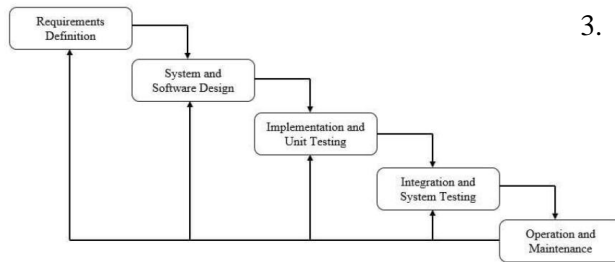 Requirements
Definition
3.
System and
Software Design
Implementation and
Unit Testing
Integration and
System Testing
Operation and
Maintenance